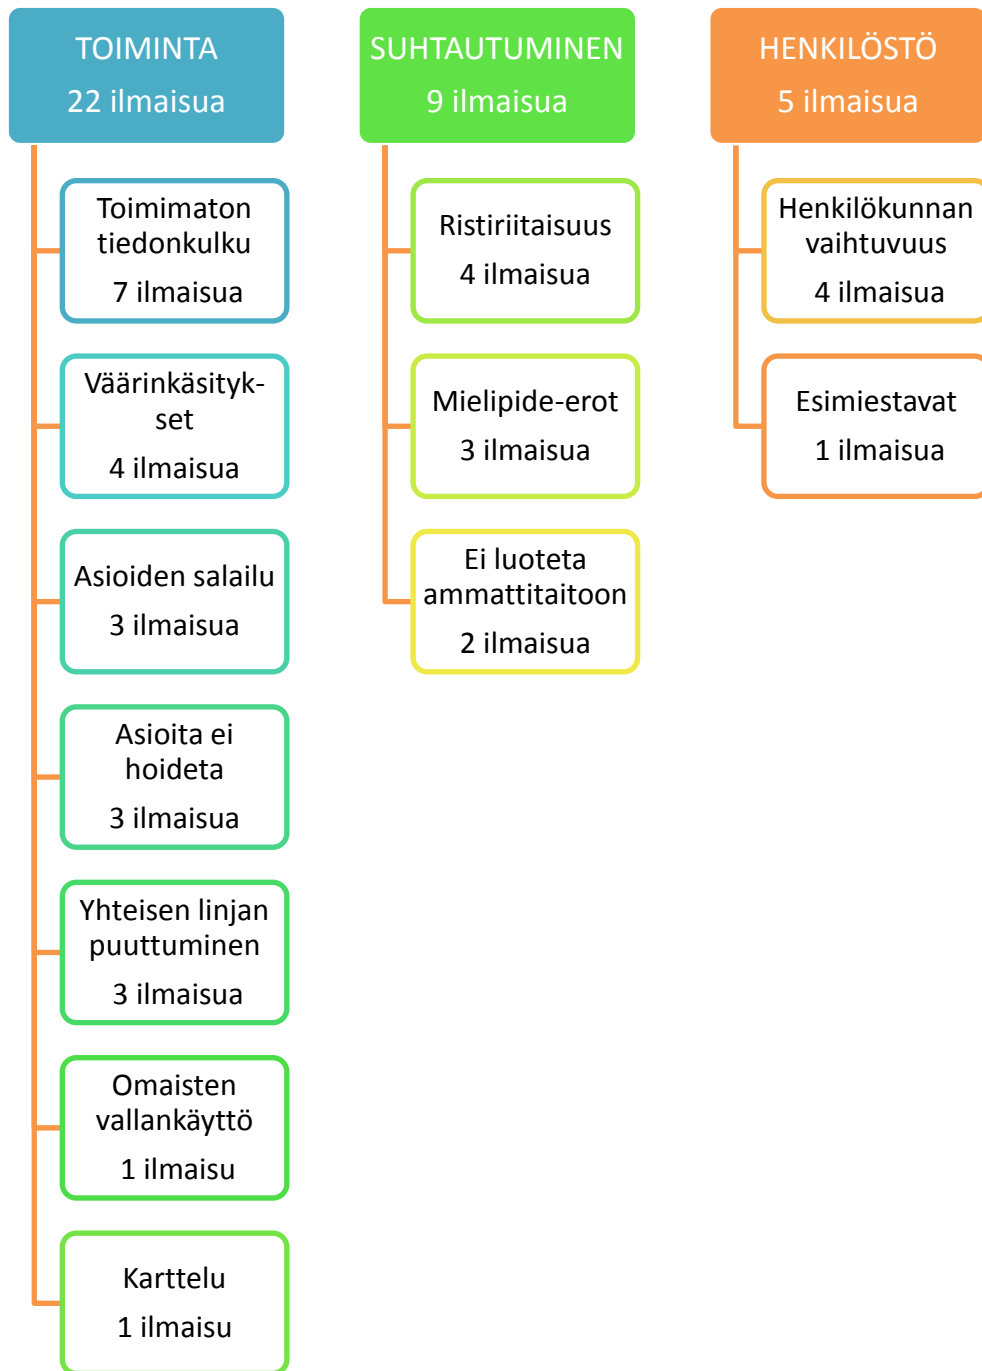 TOIMINTA
22 ilmaisua
Toimimaton
tiedonkulku
7 ilmaisua
Väärinkäsityk-
set
4 ilmaisua
Asioiden salailu
3 ilmaisua
Asioita ei
hoideta
3 ilmaisua
Yhteisen linjan
puuttuminen
3 ilmaisua
Omaisten
vallankäyttö
1 ilmaisu
Karttelu
1 ilmaisu
SUHTAUTUMINEN
9 ilmaisua
Ristiriitaisuus
4 ilmaisua
Mielipide-erot
3 ilmaisua
Ei luoteta
ammattitaitoon
2 ilmaisua
HENKILÖSTÖ
5 ilmaisua
Henkilökunnan
vaihtuvuus
4 ilmaisua
Esimiestavat
1 ilmaisua